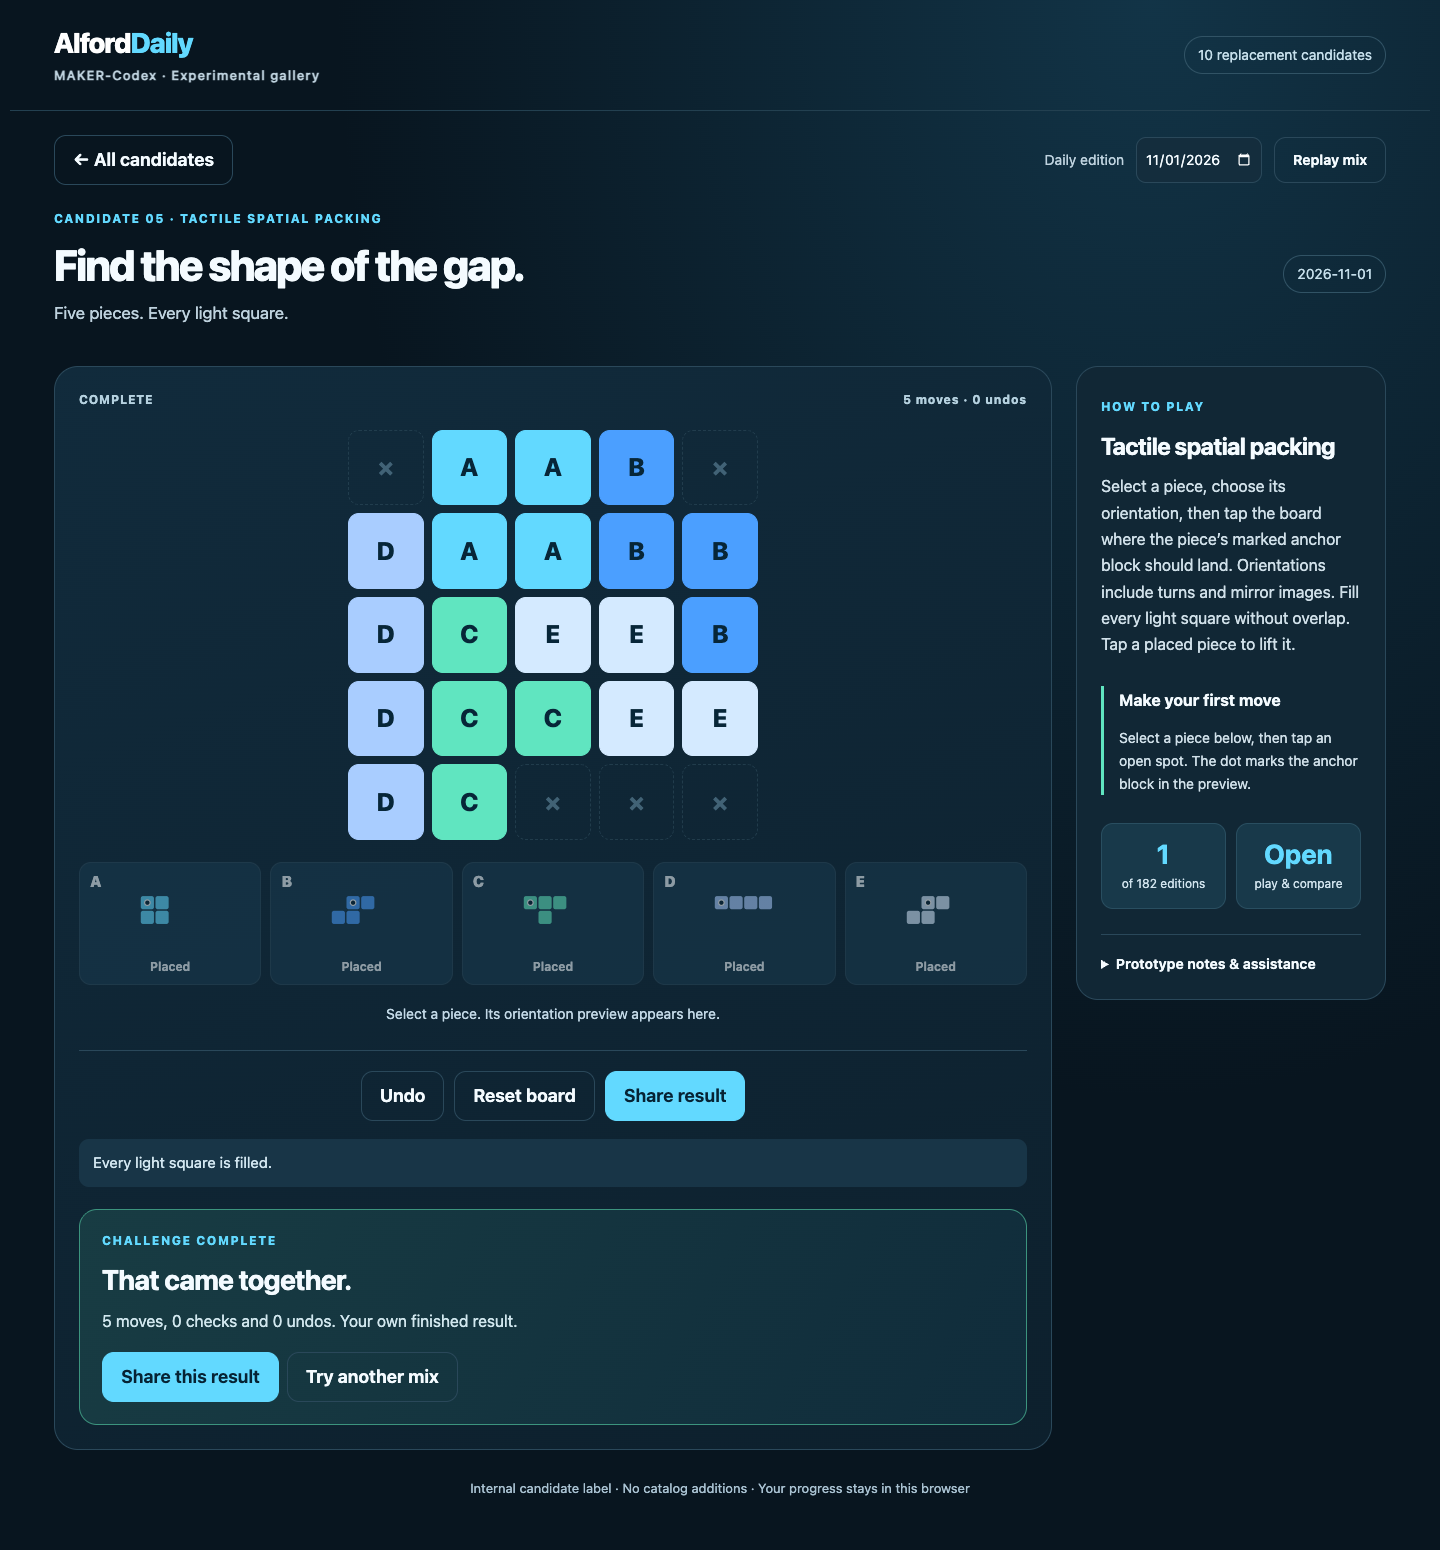 AlfordDaily
MAKER-Codex · Experimental gallery
10 replacement candidates
← All candidates
Daily edition 11/01/2026 Replay mix
CANDIDATE 05 · TACTILE SPATIAL PACKING
Find the shape of the gap.
2026-11-01
Five pieces. Every light square.
COMPLETE
5 moves · 0 undos
× A A B ×
D A A B B
D C E E B
D C C E E
D C × × ×
A B C D E
Placed Placed Placed Placed Placed
Select a piece. Its orientation preview appears here.
Undo Reset board Share result
Every light square is filled.
CHALLENGE COMPLETE
That came together.
5 moves, 0 checks and 0 undos. Your own finished result.
Share this result Try another mix
HOW TO PLAY
Tactile spatial packing
Select a piece, choose its
orientation, then tap the board
where the piece’s marked anchor
block should land. Orientations
include turns and mirror images. Fill
every light square without overlap.
Tap a placed piece to lift it.
Make your first move
Select a piece below, then tap an
open spot. The dot marks the anchor
block in the preview.
1 Open
of 182 editions play & compare
▶ Prototype notes & assistance
Internal candidate label · No catalog additions · Your progress stays in this browser